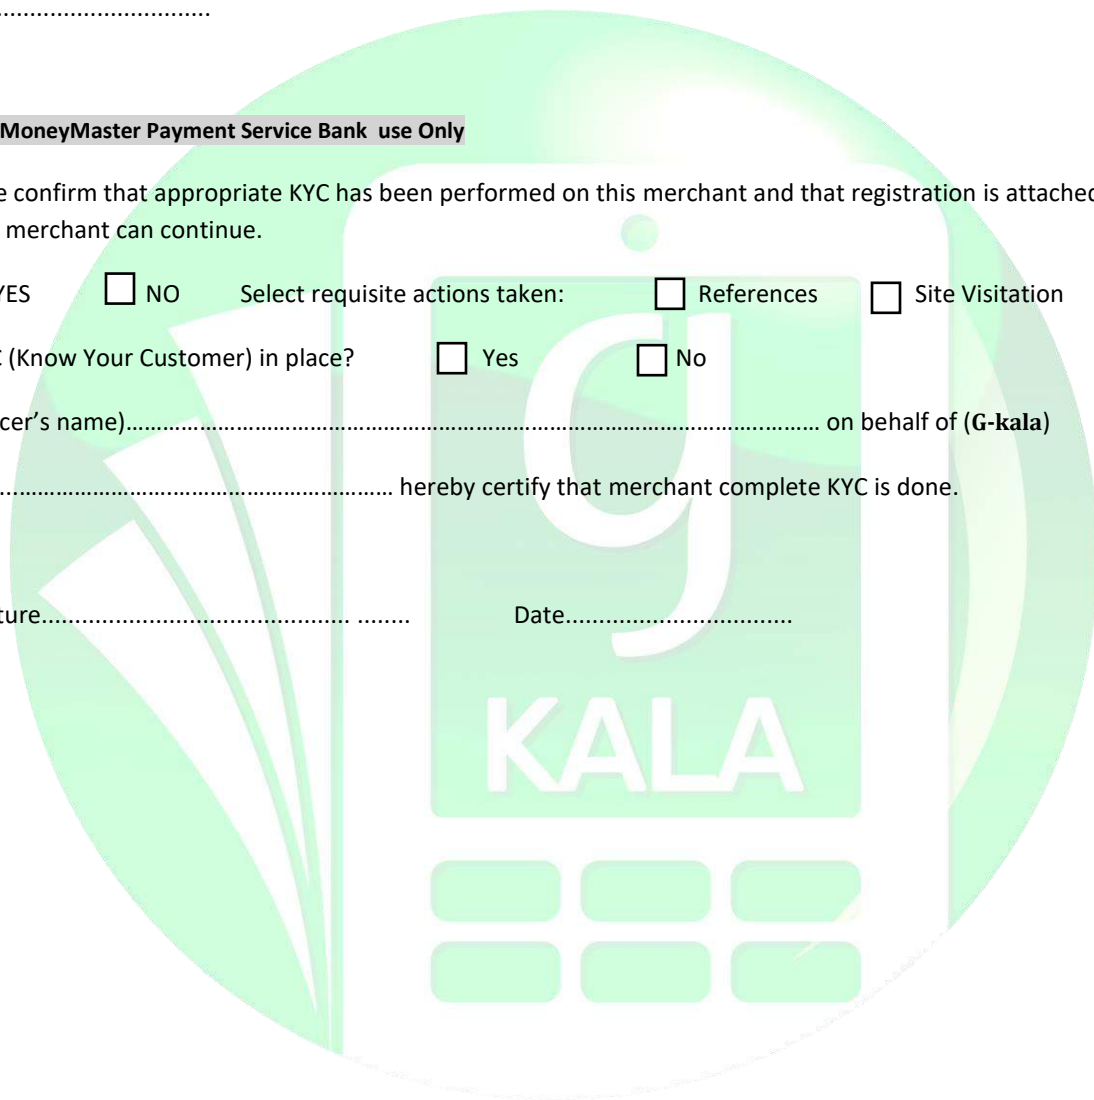 ................................
MoneyMaster Payment Service Bank use Only
e confirm that appropriate KYC has been performed on this merchant and that registration is attached
merchant can continue.
YES NO Select requisite actions taken: References Site Visitation
(Know Your Customer) in place? Yes No
cer's name)........................................................................................................ on behalf of (G-kala)
............................................................ hereby certify that merchant complete KYC is done.
ture.............................................. ........ Date..................................
g
KALA